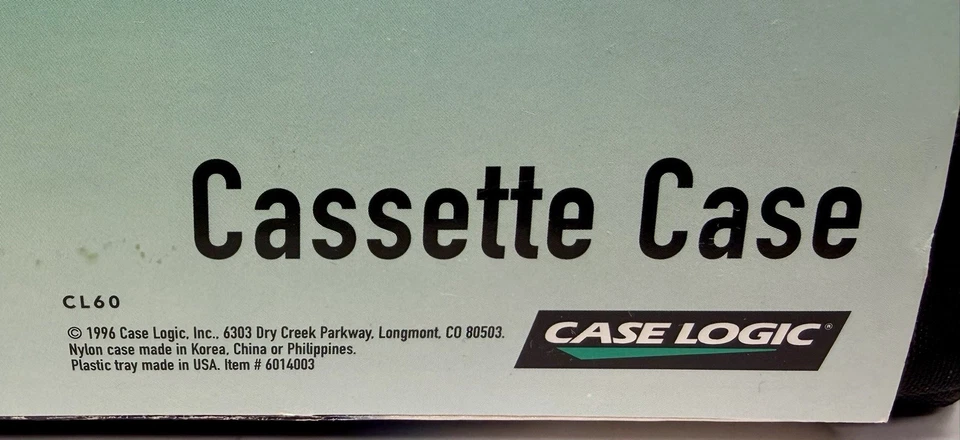 Cassette Case
CL60
© 1996 Case Logic, Inc., 6303 Dry Creek Parkway, Longmont, CO 80503.
Nylon case made in Korea, China or Philippines.
Plastic tray made in USA. Item # 6014003
CASE LOGIC®